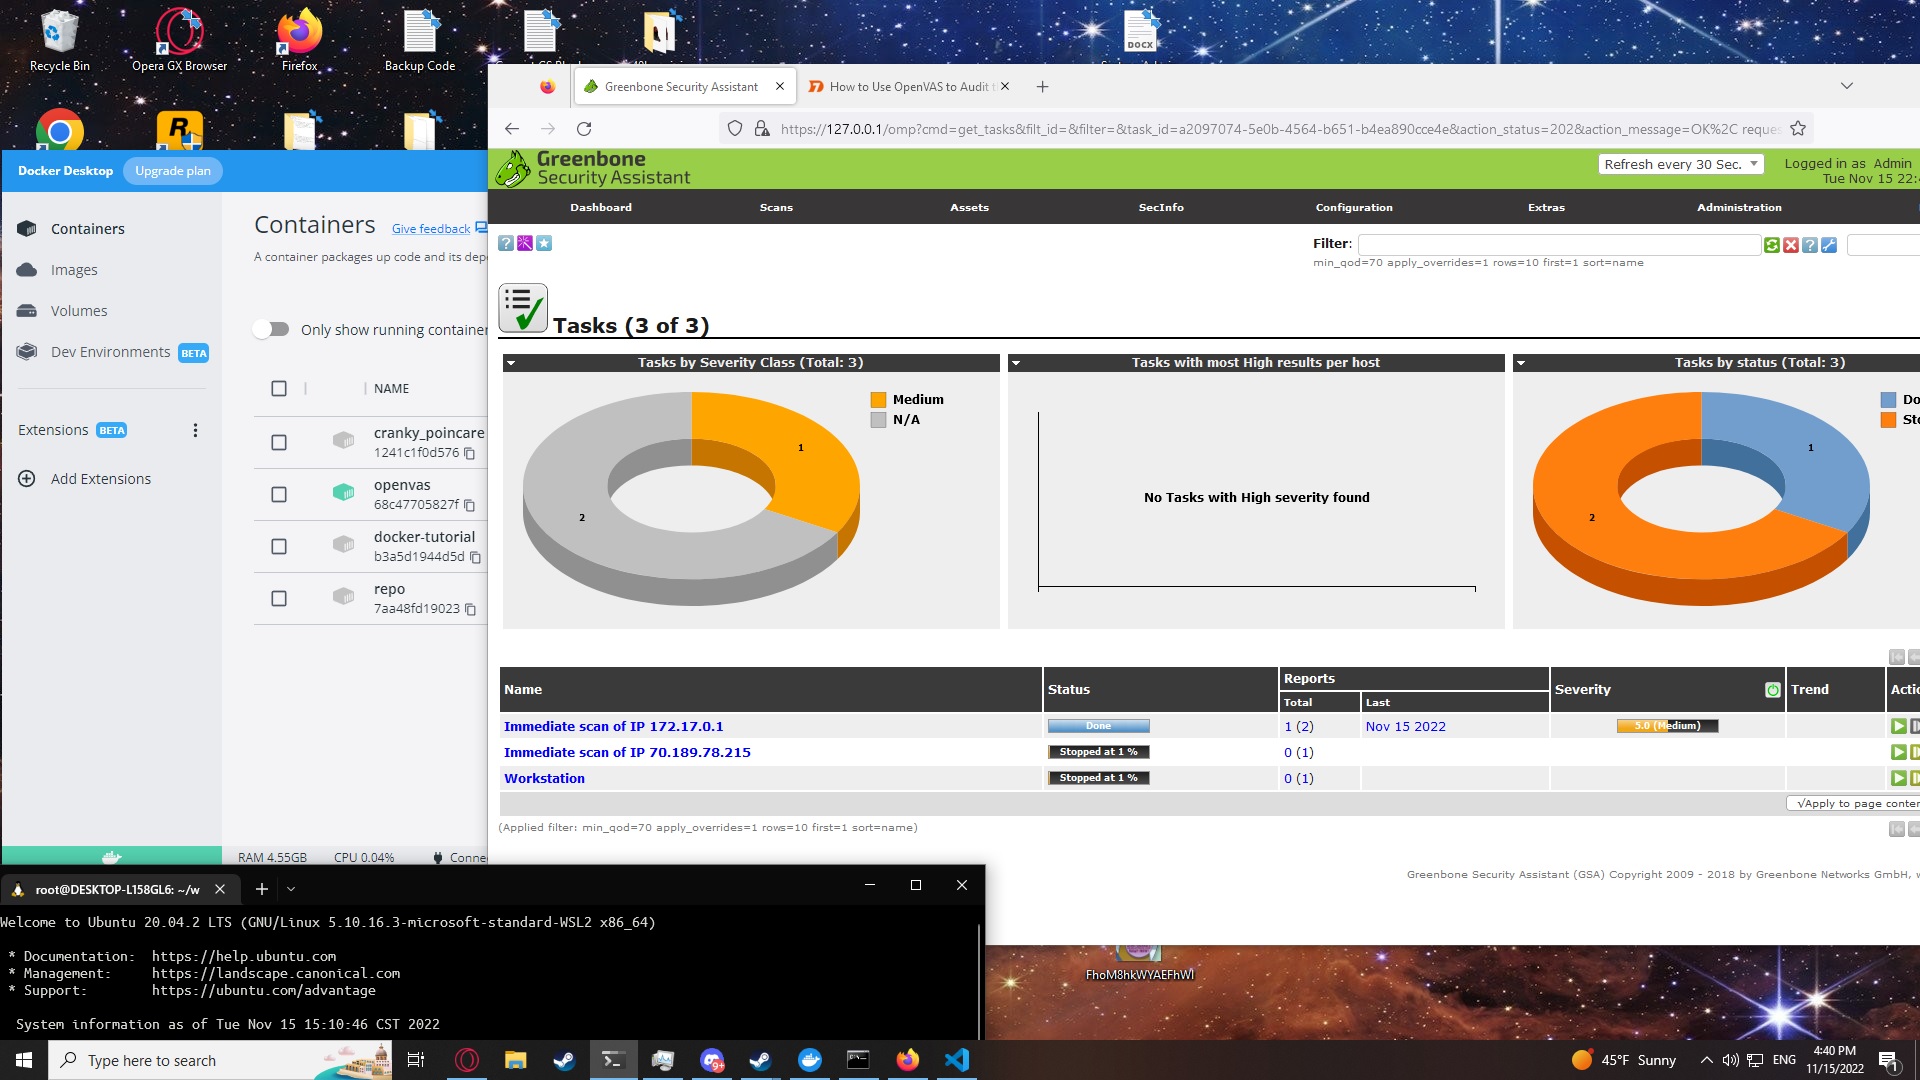 Recycle Bin
Opera GX Browser
Firefox
Backup Code
DOCX
Greenbone Security Assistant
How to Use OpenVAS to Audit t
https://127.0.0.1/omp?cmd=get_tasks&filt_id=&filter=&task_id=a2097074-5e0b-4564-b651-b4ea890cce4e&action_status=202&action_message=OK%2C reques
Docker Desktop
Upgrade plan
Greenbone
Security Assistant
Refresh every 30 Sec.
Logged in as Admin
Tue Nov 15 22:
Dashboard
Scans
Assets
SecInfo
Configuration
Extras
Administration
Containers
Images
Volumes
Dev Environments BETA
Extensions BETA
Add Extensions
Containers
Give feedback
A container packages up code and its depe
Only show running container
NAME
cranky_poincare
1241c1f0d576
openvas
68c47705827f
docker-tutorial
b3a5d1944d5d
repo
7aa48fd19023
RAM 4.55GB CPU 0.04% Conne
Filter:
min_qod=70 apply_overrides=1 rows=10 first=1 sort=name
Tasks (3 of 3)
Tasks by Severity Class (Total: 3)
Medium
N/A
1
2
Tasks with most High results per host
No Tasks with High severity found
Tasks by status (Total: 3)
Do
Sto
1
2
Name Status Reports Severity Trend Actio
Total Last
Immediate scan of IP 172.17.0.1 Done 1 (2) Nov 15 2022 5.0 (Medium)
Immediate scan of IP 70.189.78.215 Stopped at 1 % 0 (1)
Workstation Stopped at 1 % 0 (1)
√Apply to page conten
(Applied filter: min_qod=70 apply_overrides=1 rows=10 first=1 sort=name)
Greenbone Security Assistant (GSA) Copyright 2009 - 2018 by Greenbone Networks GmbH, w
root@DESKTOP-L158GL6: ~/w
Welcome to Ubuntu 20.04.2 LTS (GNU/Linux 5.10.16.3-microsoft-standard-WSL2 x86_64)
* Documentation: https://help.ubuntu.com
* Management: https://landscape.canonical.com
* Support: https://ubuntu.com/advantage
System information as of Tue Nov 15 15:10:46 CST 2022
FhoM8hkWYAEFhWl
Type here to search
9+
45°F Sunny
ENG
4:40 PM
11/15/2022
1